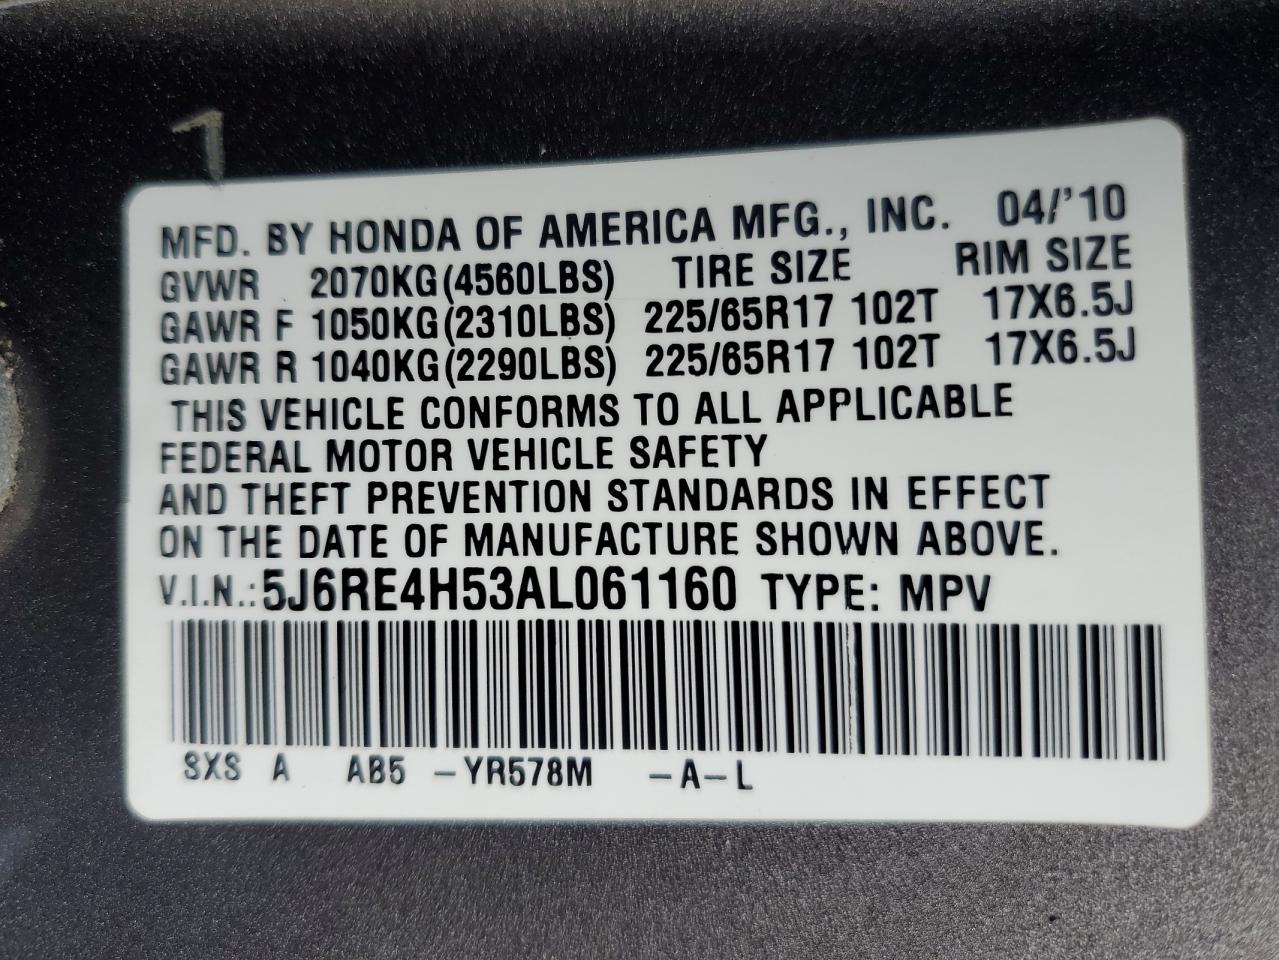 1
MFD. BY HONDA OF AMERICA MFG., INC. 04/'10
GVWR 2070KG(4560LBS) TIRE SIZE RIM SIZE
GAWR F 1050KG(2310LBS) 225/65R17 102T 17X6.5J
GAWR R 1040KG(2290LBS) 225/65R17 102T 17X6.5J
THIS VEHICLE CONFORMS TO ALL APPLICABLE
FEDERAL MOTOR VEHICLE SAFETY
AND THEFT PREVENTION STANDARDS IN EFFECT
ON THE DATE OF MANUFACTURE SHOWN ABOVE.
V.I.N.: 5J6RE4H53AL061160 TYPE: MPV
SXS A AB5 -YR578M -A-L